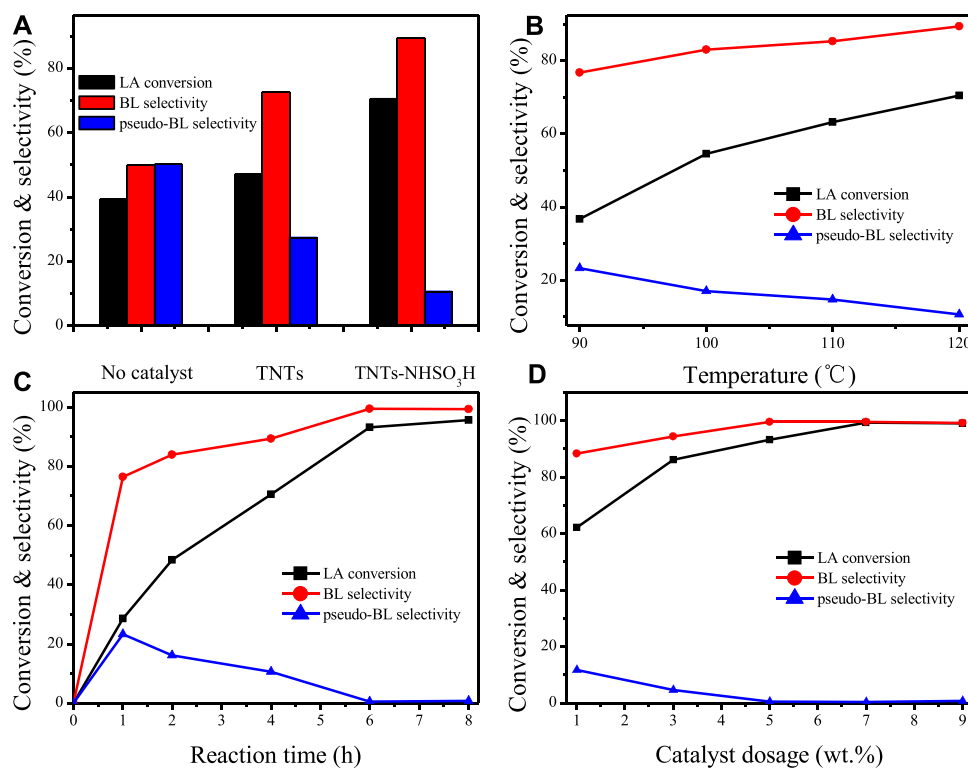 A
Conversion & selectivity (%)
80
60
40
20
0
LA conversion
BL selectivity
pseudo-BL selectivity
No catalyst
TNTs
TNTs-NHSO₃H
B
Conversion & selectivity (%)
80
60
40
20
LA conversion
BL selectivity
pseudo-BL selectivity
90
100
110
120
Temperature (℃)
C
Conversion & selectivity (%)
100
80
60
40
20
0
LA conversion
BL selectivity
pseudo-BL selectivity
0 1 2 3 4 5 6 7 8
Reaction time (h)
D
Conversion & selectivity (%)
100
80
60
40
20
0
LA conversion
BL selectivity
pseudo-BL selectivity
1 2 3 4 5 6 7 8 9
Catalyst dosage (wt.%)